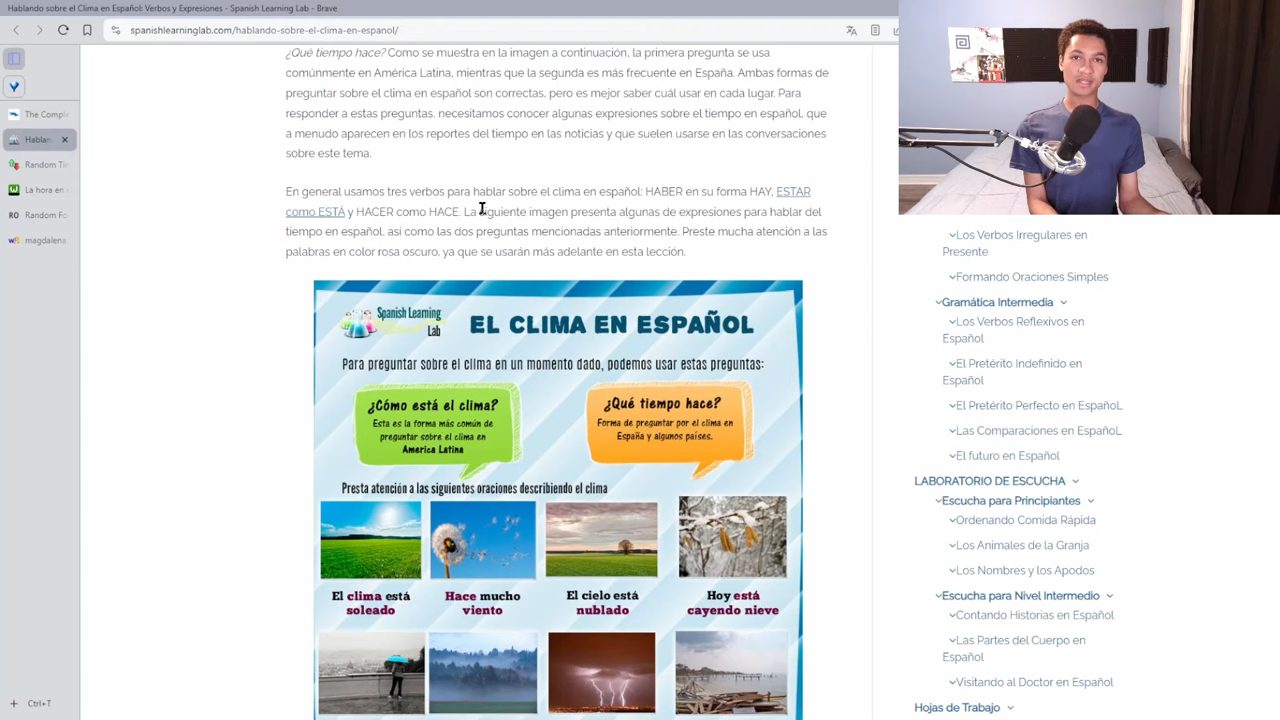 Hablando sobre el Clima en Español: Verbos y Expresiones - Spanish Learning Lab - Brave
spanishlearninglab.com/hablando-sobre-el-clima-en-espanol/
The Comple
Hablan
Random Ti
La hora en
Random Fo
magdalena
Ctrl+T
¿Qué tiempo hace? Como se muestra en la imagen a continuación, la primera pregunta se usa
comúnmente en América Latina, mientras que la segunda es más frecuente en España. Ambas formas de
preguntar sobre el clima en español son correctas, pero es mejor saber cuál usar en cada lugar. Para
responder a estas preguntas, necesitamos conocer algunas expresiones sobre el tiempo en español, que
a menudo aparecen en los reportes del tiempo en las noticias y que suelen usarse en las conversaciones
sobre este tema.
En general usamos tres verbos para hablar sobre el clima en español: HABER en su forma HAY, ESTAR
como ESTÁ y HACER como HACE. La siguiente imagen presenta algunas de expresiones para hablar del
tiempo en español, así como las dos preguntas mencionadas anteriormente. Preste mucha atención a las
palabras en color rosa oscuro, ya que se usarán más adelante en esta lección.
Spanish Learning
Lab
EL CLIMA EN ESPAÑOL
Para preguntar sobre el clima en un momento dado, podemos usar estas preguntas:
¿Cómo está el clima?
Esta es la forma más común de
preguntar sobre el clima en
America Latina
¿Qué tiempo hace?
Forma de preguntar por el clima en
España y algunos países.
Presta atención a las siguientes oraciones describiendo el clima
El clima está
soleado
Hace mucho
viento
El cielo está
nublado
Hoy está
cayendo nieve
Los Verbos Irregulares en
Presente
Formando Oraciones Simples
Gramática Intermedia
Los Verbos Reflexivos en
Español
El Pretérito Indefinido en
Español
El Pretérito Perfecto en EspañoL
Las Comparaciones en EspañoL
El futuro en Español
LABORATORIO DE ESCUCHA
Escucha para Principiantes
Ordenando Comida Rápida
Los Animales de la Granja
Los Nombres y los Apodos
Escucha para Nivel Intermedio
Contando Historias en Español
Las Partes del Cuerpo en
Español
Visitando al Doctor en Español
Hojas de Trabajo